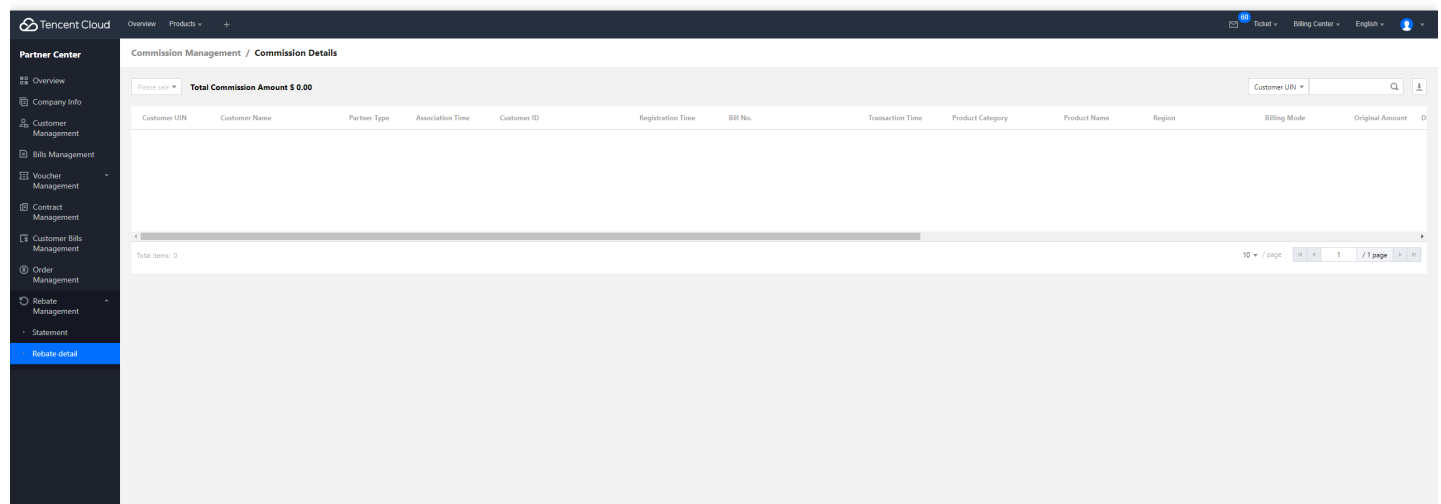 Tencent Cloud
Overview
Products
+
60
Ticket
Billing Center
English
Partner Center
Commission Management / Commission Details
Overview
Company Info
Customer
Management
Bills Management
Voucher
Management
Contract
Management
Customer Bills
Management
Order
Management
Rebate
Management
Statement
Rebate detail
Please sele
Total Commission Amount $ 0.00
Customer UIN
Customer UIN
Customer Name
Partner Type
Association Time
Customer ID
Registration Time
Bill No.
Transaction Time
Product Category
Product Name
Region
Billing Mode
Original Amount
D
Total items: 0
10 / page
1 / 1 page